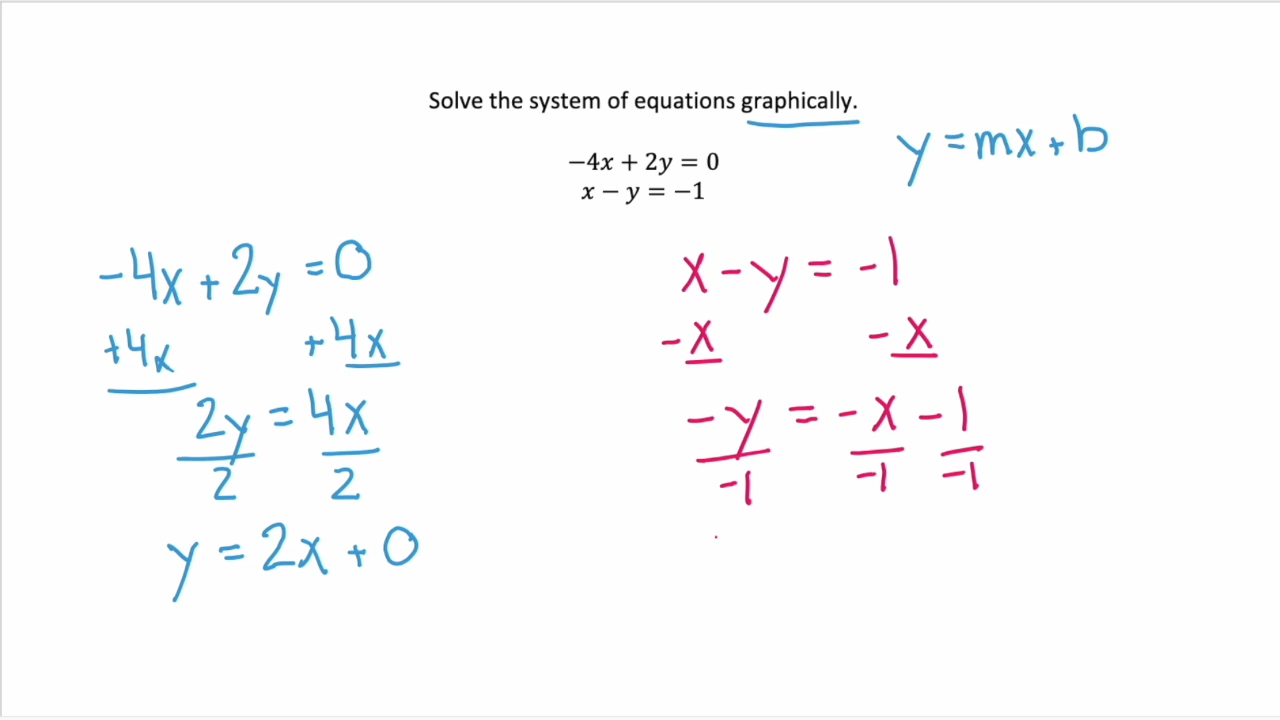 Solve the system of equations graphically.
−4x + 2y = 0
x − y = −1
y = mx + b
-4x + 2y = 0
+4x +4x
2y = 4x
2 2
y = 2x + 0
x - y = -1
-x -x
-y = -x - 1
-1 -1 -1